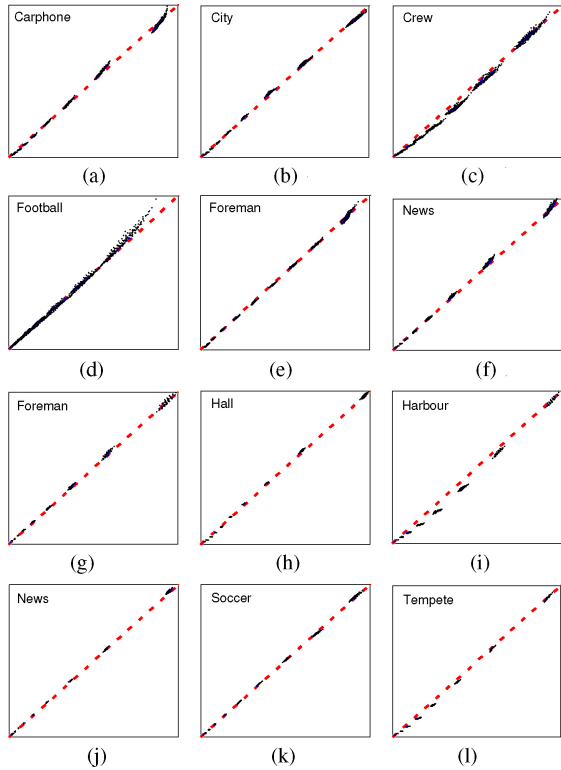 Carphone City Crew
(a) (b) (c)
Football Foreman News
(d) (e) (f)
Foreman Hall Harbour
(g) (h) (i)
News Soccer Tempete
(j) (k) (l)